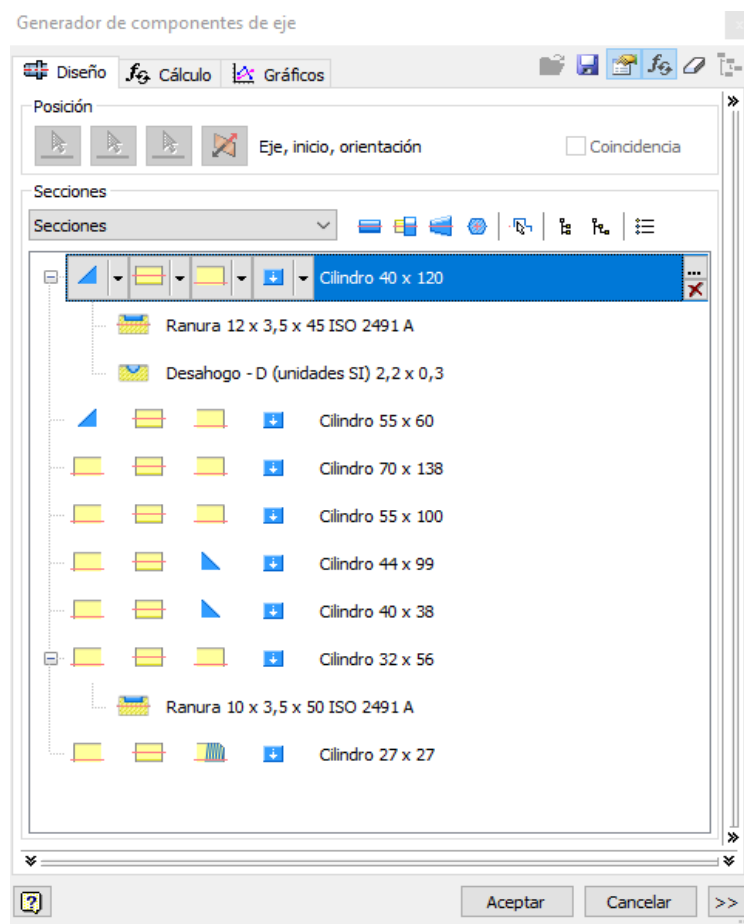 Generador de componentes de eje
Diseño Cálculo Gráficos
Posición
Eje, inicio, orientación Coincidencia
Secciones
Secciones
Cilindro 40 x 120
Ranura 12 x 3,5 x 45 ISO 2491 A
Desahogo - D (unidades SI) 2,2 x 0,3
Cilindro 55 x 60
Cilindro 70 x 138
Cilindro 55 x 100
Cilindro 44 x 99
Cilindro 40 x 38
Cilindro 32 x 56
Ranura 10 x 3,5 x 50 ISO 2491 A
Cilindro 27 x 27
Aceptar Cancelar >>